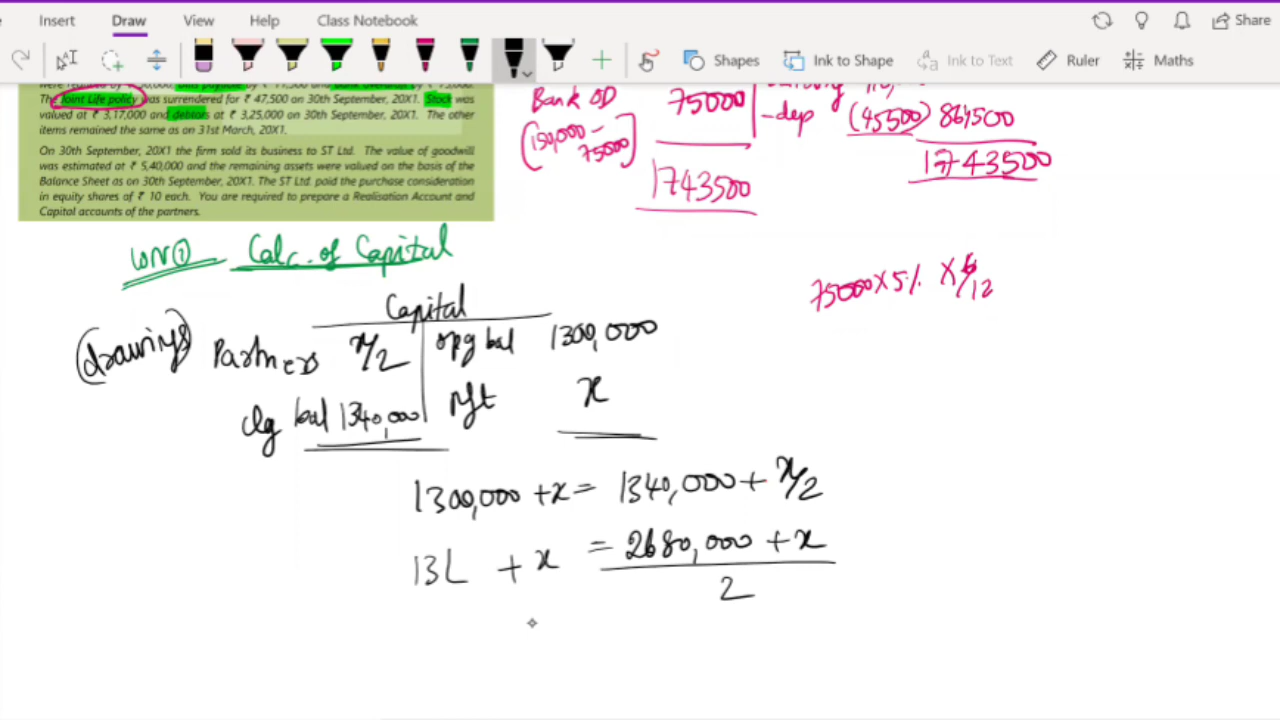 Insert Draw View Help Class Notebook Share
Shapes Ink to Shape Ink to Text Ruler Maths
The Joint Life policy was surrendered for ₹ 47,500 on 30th September, 20X1. Stock was
valued at ₹ 3,17,000 and debtors at ₹ 3,25,000 on 30th September, 20X1. The other
items remained the same as on 31st March, 20X1.
On 30th September, 20X1 the firm sold its business to ST Ltd. The value of goodwill
was estimated at ₹ 5,40,000 and the remaining assets were valued on the basis of the
Balance Sheet as on 30th September, 20X1. The ST Ltd. paid the purchase consideration
in equity shares of ₹ 10 each. You are required to prepare a Realisation Account and
Capital accounts of the partners.
Bank OD 75000 -dep (45500) 864500
[150,000 -
75000]
1743500 1743500
WN① Calc. of Capital
75000 x 5% x 6/12
Capital
(drawings) Partners x/2 opg bal 1300,000
clg bal 1340,000 pft x
1300,000 + x = 1340,000 + x/2
13L + x = 2680,000 + x
2